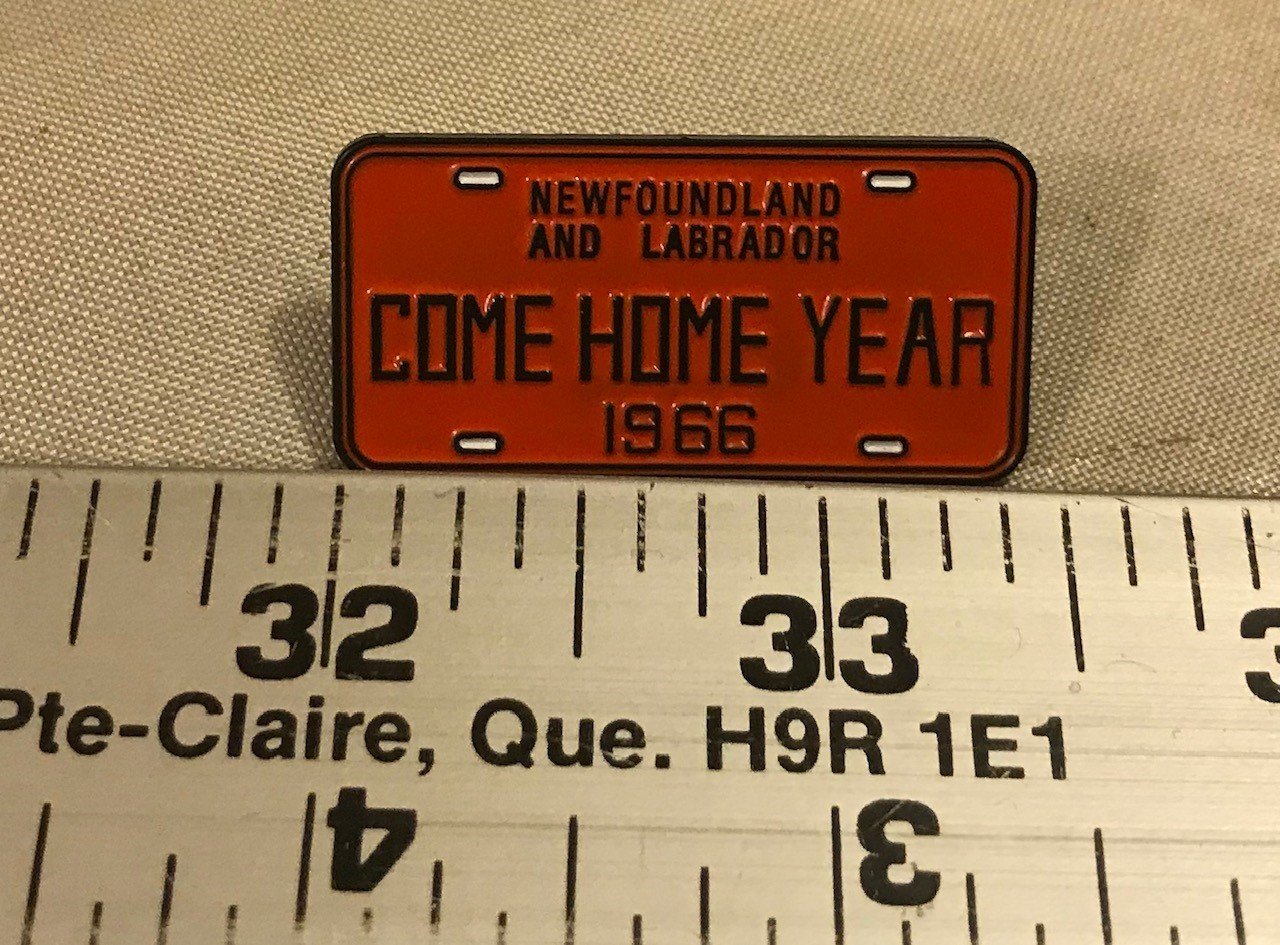 NEWFOUNDLAND
AND LABRADOR
COME HOME YEAR
1966
32 33
Pte-Claire, Que. H9R 1E1
4 3